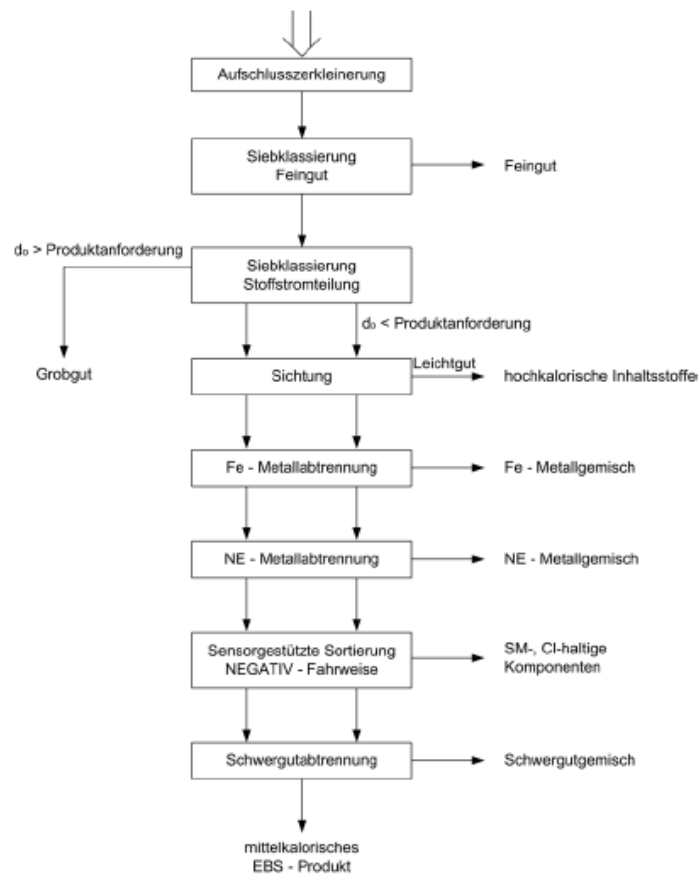 Aufschlusszerkleinerung
Siebklassierung
Feingut
Feingut
d₀ > Produktanforderung
Siebklassierung
Stoffstromteilung
d₀ < Produktanforderung
Grobgut
Sichtung
Leichtgut
hochkalorische Inhaltsstoffe
Fe - Metallabtrennung
Fe - Metallgemisch
NE - Metallabtrennung
NE - Metallgemisch
Sensorgestützte Sortierung
NEGATIV - Fahrweise
SM-, Cl-haltige
Komponenten
Schwergutabtrennung
Schwergutgemisch
mittelkalorisches
EBS - Produkt